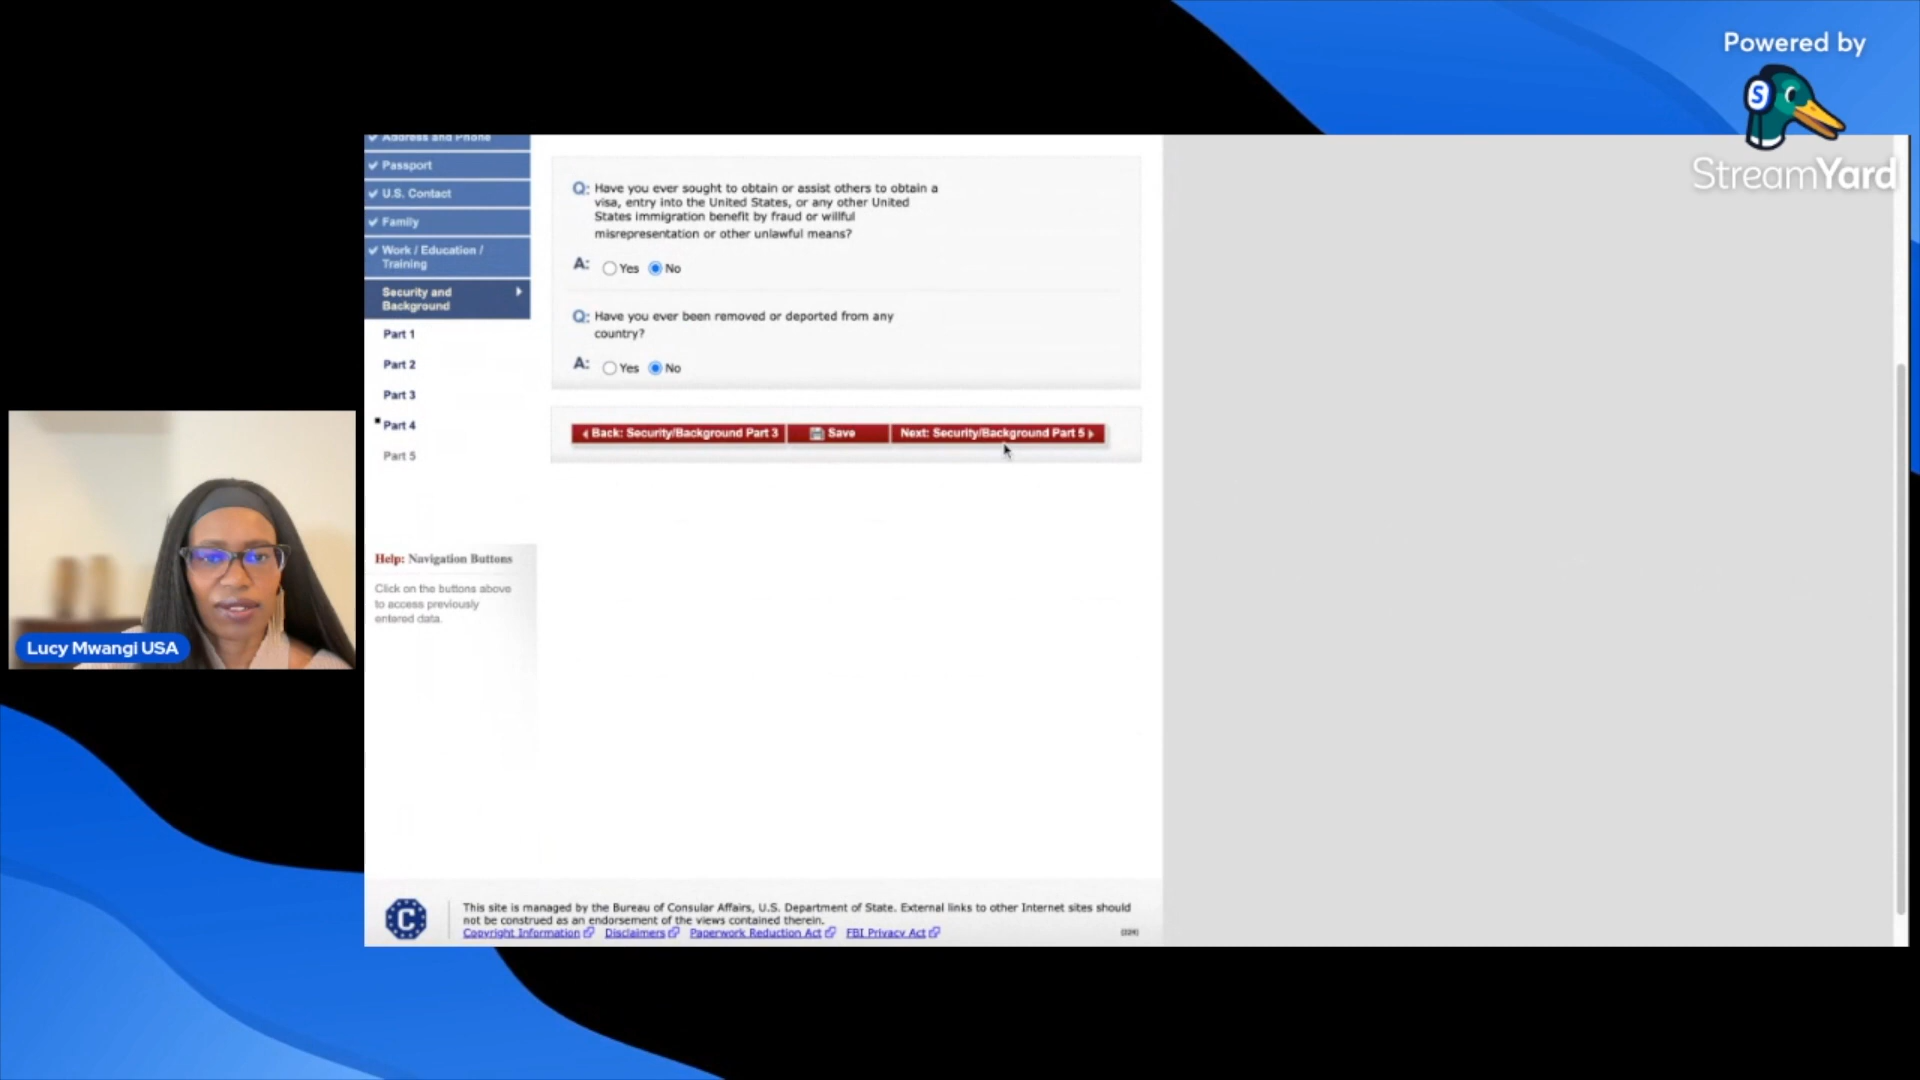 Powered by
StreamYard
Address and Phone
Passport
U.S. Contact
Family
Work / Education /
Training
Security and
Background
Part 1
Part 2
Part 3
Part 4
Part 5
Help: Navigation Buttons
Click on the buttons above
to access previously
entered data.
Q: Have you ever sought to obtain or assist others to obtain a
visa, entry into the United States, or any other United
States immigration benefit by fraud or willful
misrepresentation or other unlawful means?
A: Yes No
Q: Have you ever been removed or deported from any
country?
A: Yes No
Back: Security/Background Part 3 Save Next: Security/Background Part 5
Lucy Mwangi USA
C
This site is managed by the Bureau of Consular Affairs, U.S. Department of State. External links to other Internet sites should
not be construed as an endorsement of the views contained therein.
Copyright Information Disclaimers Paperwork Reduction Act FBI Privacy Act